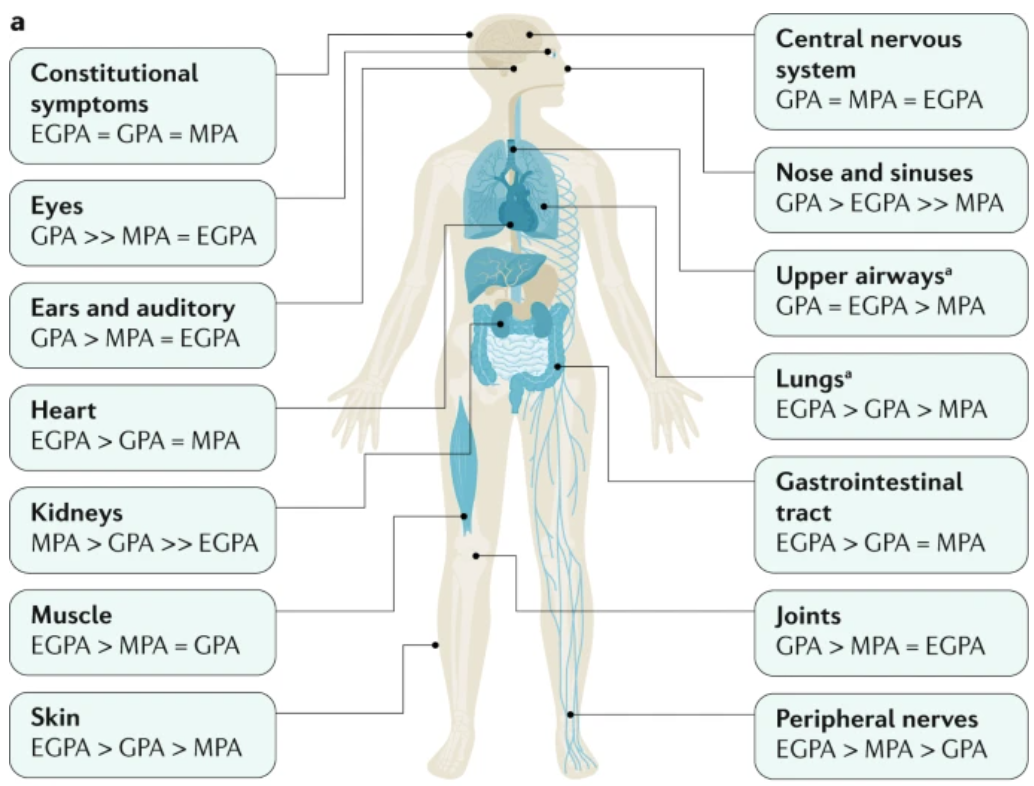 a
Constitutional
symptoms
EGPA = GPA = MPA
Eyes
GPA >> MPA = EGPA
Ears and auditory
GPA > MPA = EGPA
Heart
EGPA > GPA = MPA
Kidneys
MPA > GPA >> EGPA
Muscle
EGPA > MPA = GPA
Skin
EGPA > GPA > MPA
Central nervous
system
GPA = MPA = EGPA
Nose and sinuses
GPA > EGPA >> MPA
Upper airwaysᵃ
GPA = EGPA > MPA
Lungsᵃ
EGPA > GPA > MPA
Gastrointestinal
tract
EGPA > GPA = MPA
Joints
GPA > MPA = EGPA
Peripheral nerves
EGPA > MPA > GPA